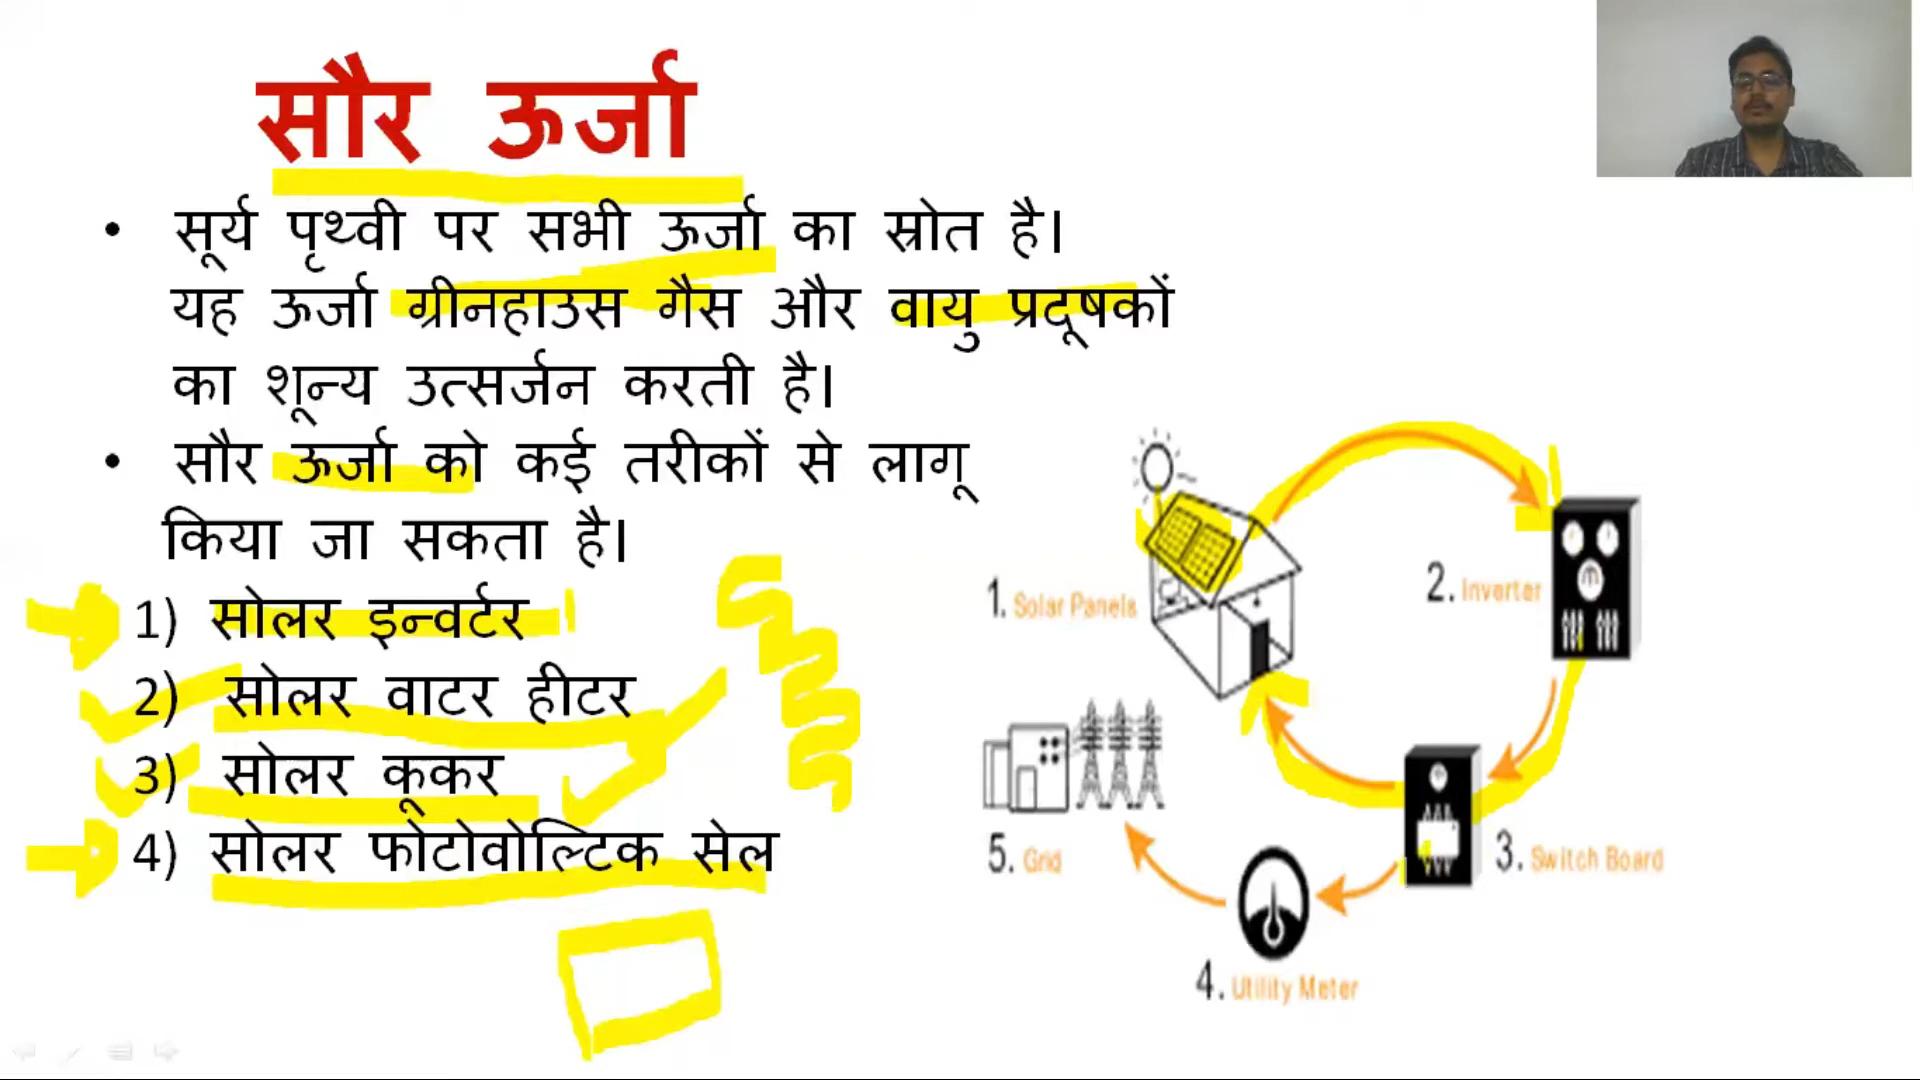 सौर ऊर्जा
• सूर्य पृथ्वी पर सभी ऊर्जा का स्रोत है।
यह ऊर्जा ग्रीनहाउस गैस और वायु प्रदूषकों
का शून्य उत्सर्जन करती है।
• सौर ऊर्जा को कई तरीकों से लागू
किया जा सकता है।
1) सोलर इन्वर्टर
2) सोलर वाटर हीटर
3) सोलर कूकर
4) सोलर फोटोवोल्टिक सेल
1. Solar Panels
2. Inverter
3. Switch Board
4. Utility Meter
5. Grid